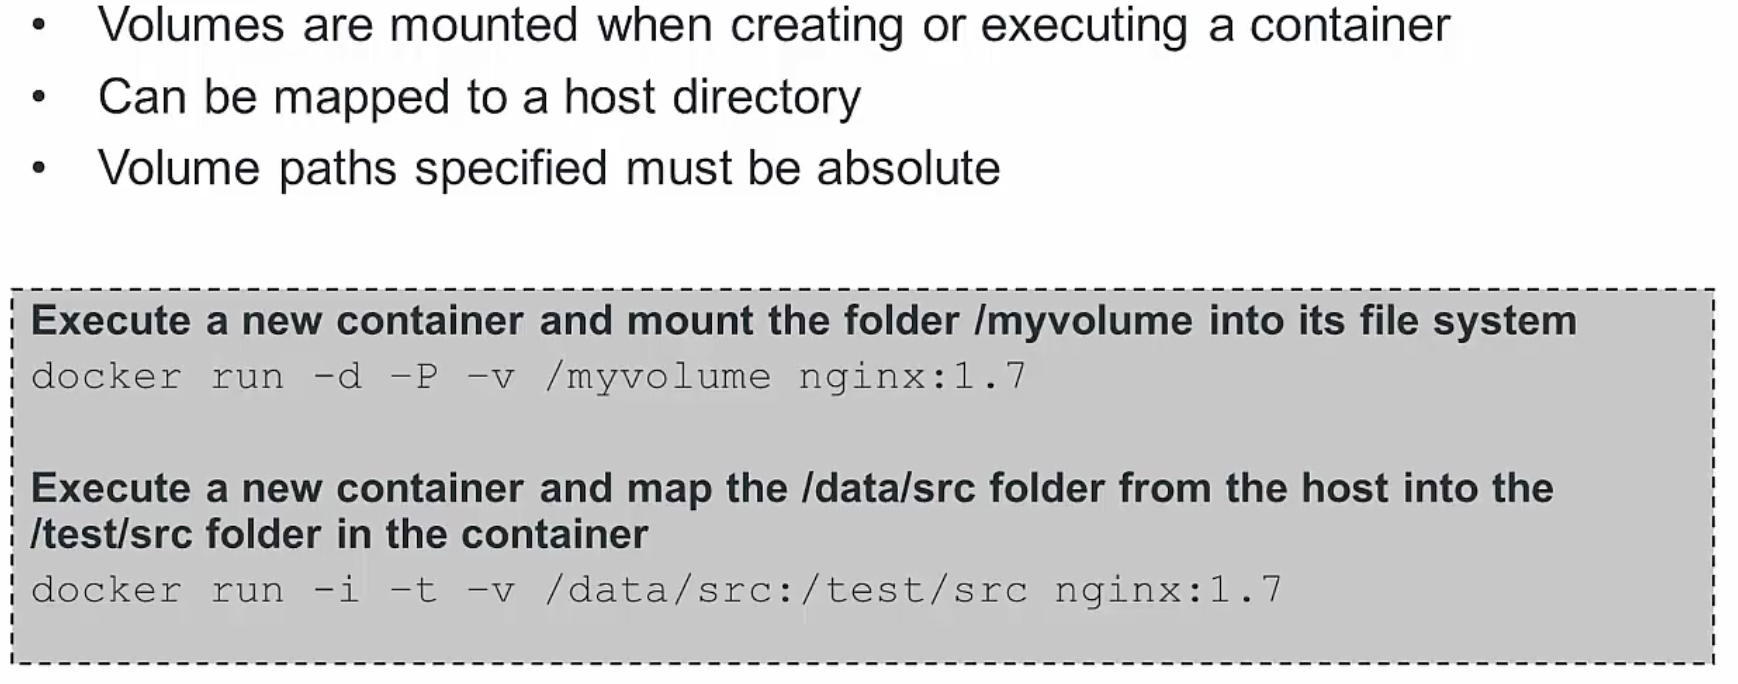 • Volumes are mounted when creating or executing a container
• Can be mapped to a host directory
• Volume paths specified must be absolute
Execute a new container and mount the folder /myvolume into its file system
docker run -d -P -v /myvolume nginx:1.7
Execute a new container and map the /data/src folder from the host into the
/test/src folder in the container
docker run -i -t -v /data/src:/test/src nginx:1.7